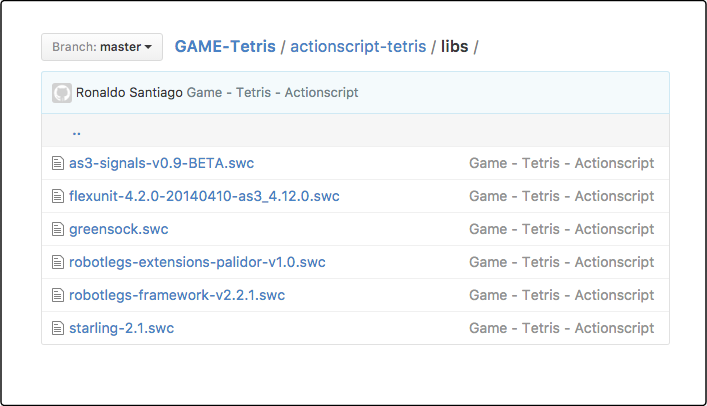 Branch: master GAME-Tetris / actionscript-tetris / libs /
Ronaldo Santiago Game - Tetris - Actionscript
..
as3-signals-v0.9-BETA.swc Game - Tetris - Actionscript
flexunit-4.2.0-20140410-as3_4.12.0.swc Game - Tetris - Actionscript
greensock.swc Game - Tetris - Actionscript
robotlegs-extensions-palidor-v1.0.swc Game - Tetris - Actionscript
robotlegs-framework-v2.2.1.swc Game - Tetris - Actionscript
starling-2.1.swc Game - Tetris - Actionscript